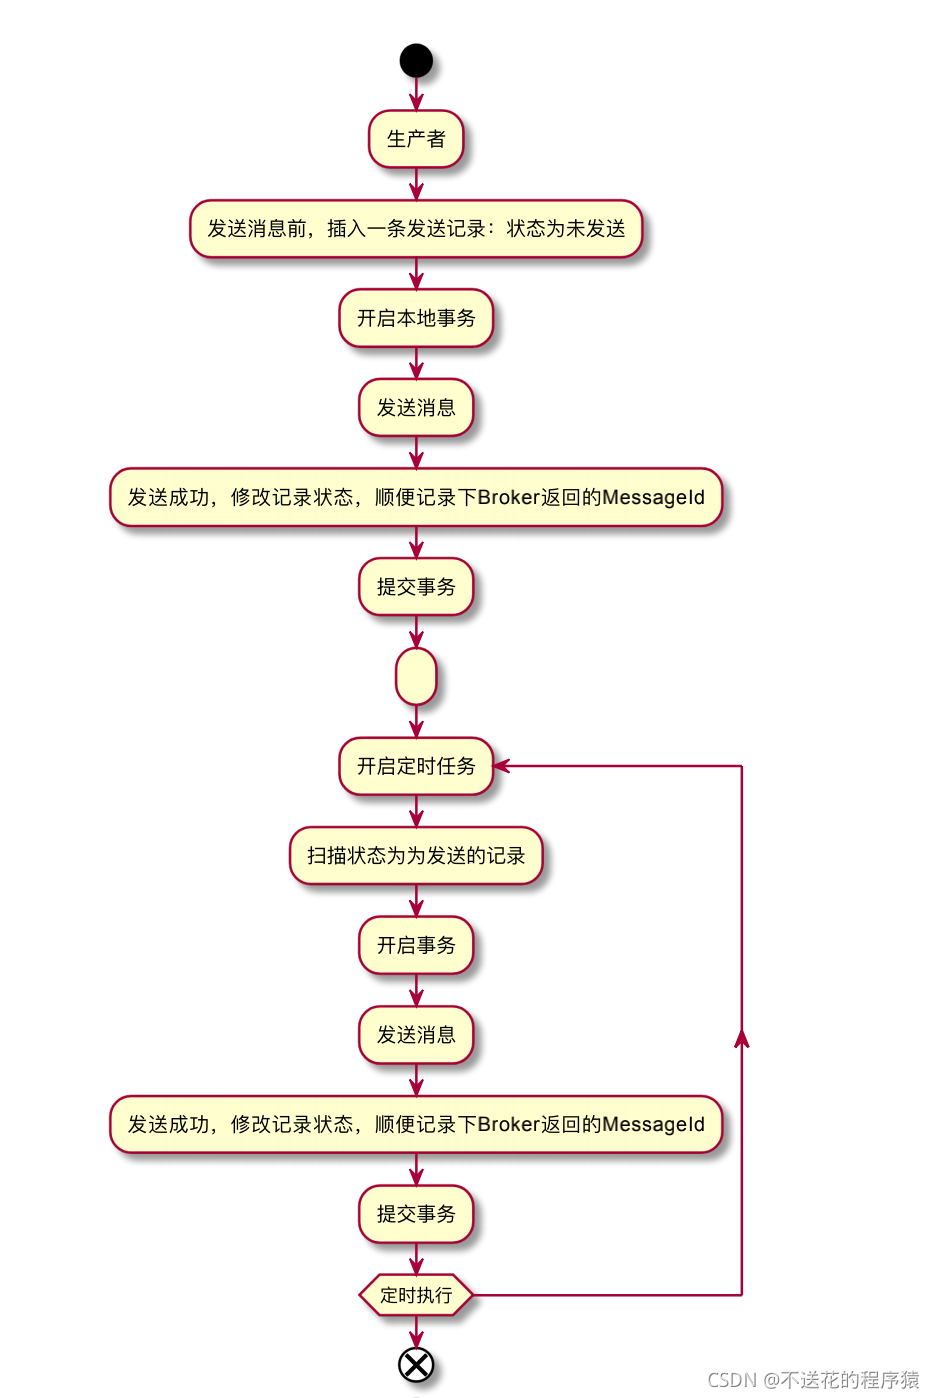 生产者
发送消息前，插入一条发送记录：状态为未发送
开启本地事务
发送消息
发送成功，修改记录状态，顺便记录下Broker返回的MessageId
提交事务
开启定时任务
扫描状态为为发送的记录
开启事务
发送消息
发送成功，修改记录状态，顺便记录下Broker返回的MessageId
提交事务
定时执行
CSDN @不送花的程序猿